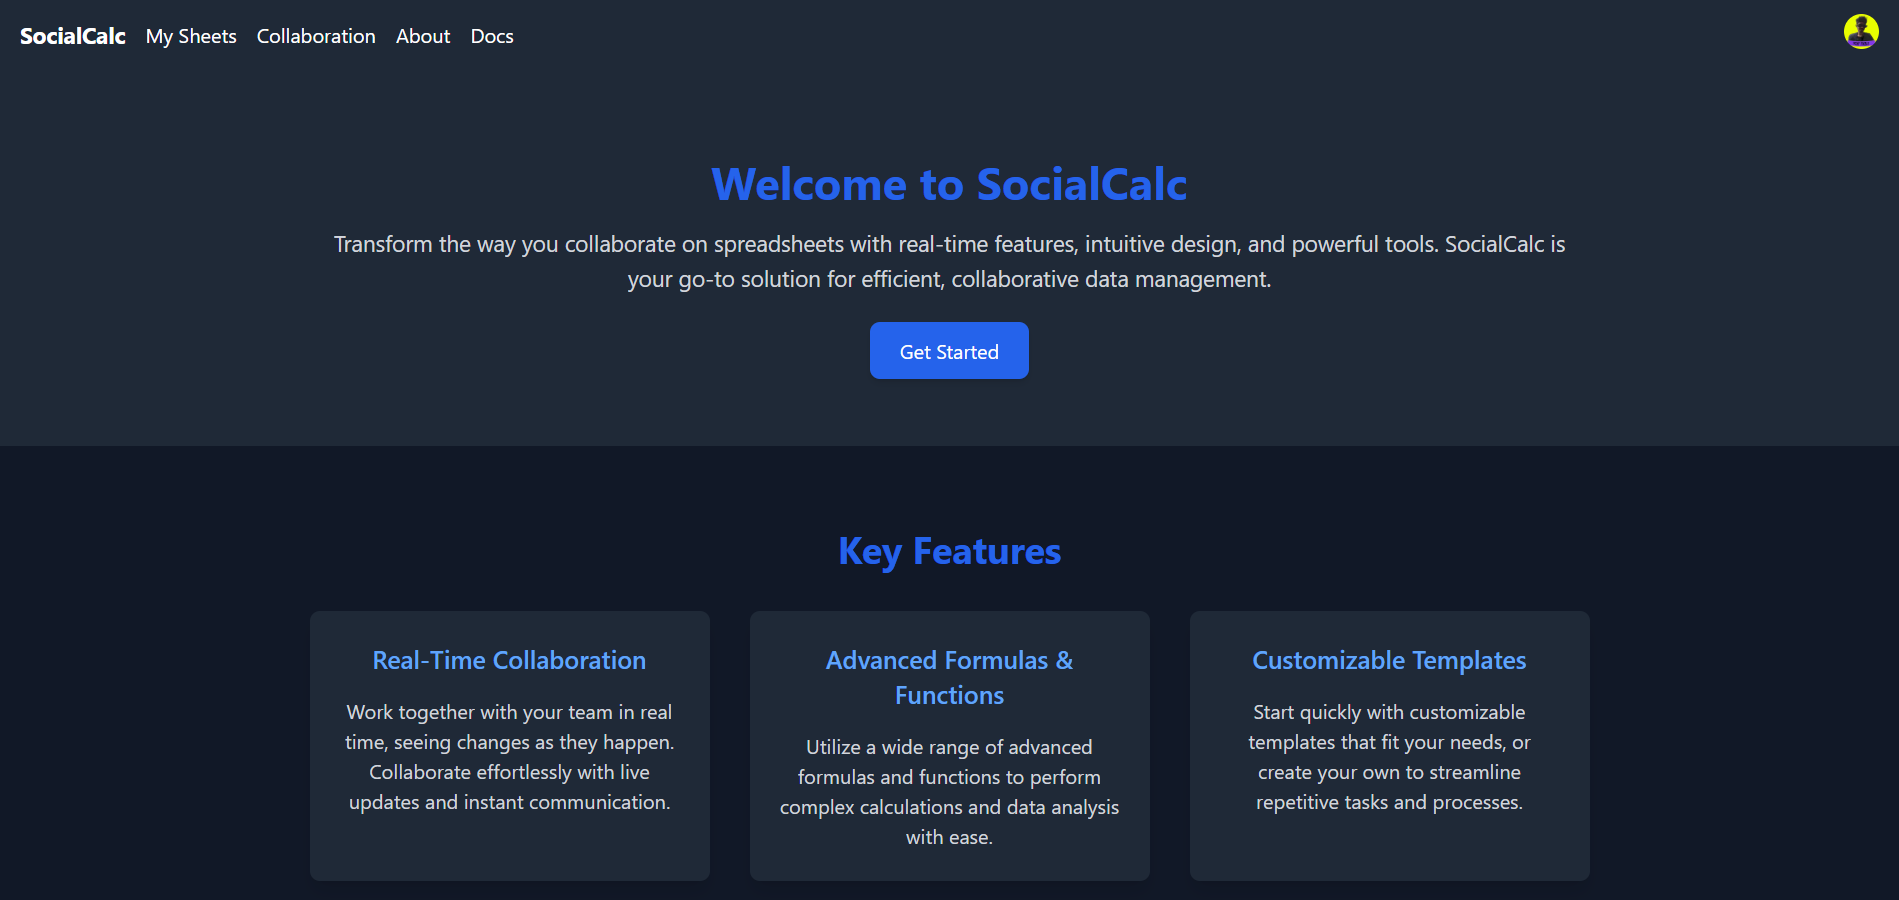 SocialCalc My Sheets Collaboration About Docs
Welcome to SocialCalc
Transform the way you collaborate on spreadsheets with real-time features, intuitive design, and powerful tools. SocialCalc is
your go-to solution for efficient, collaborative data management.
Get Started
Key Features
Real-Time Collaboration
Work together with your team in real
time, seeing changes as they happen.
Collaborate effortlessly with live
updates and instant communication.
Advanced Formulas &
Functions
Utilize a wide range of advanced
formulas and functions to perform
complex calculations and data analysis
with ease.
Customizable Templates
Start quickly with customizable
templates that fit your needs, or
create your own to streamline
repetitive tasks and processes.